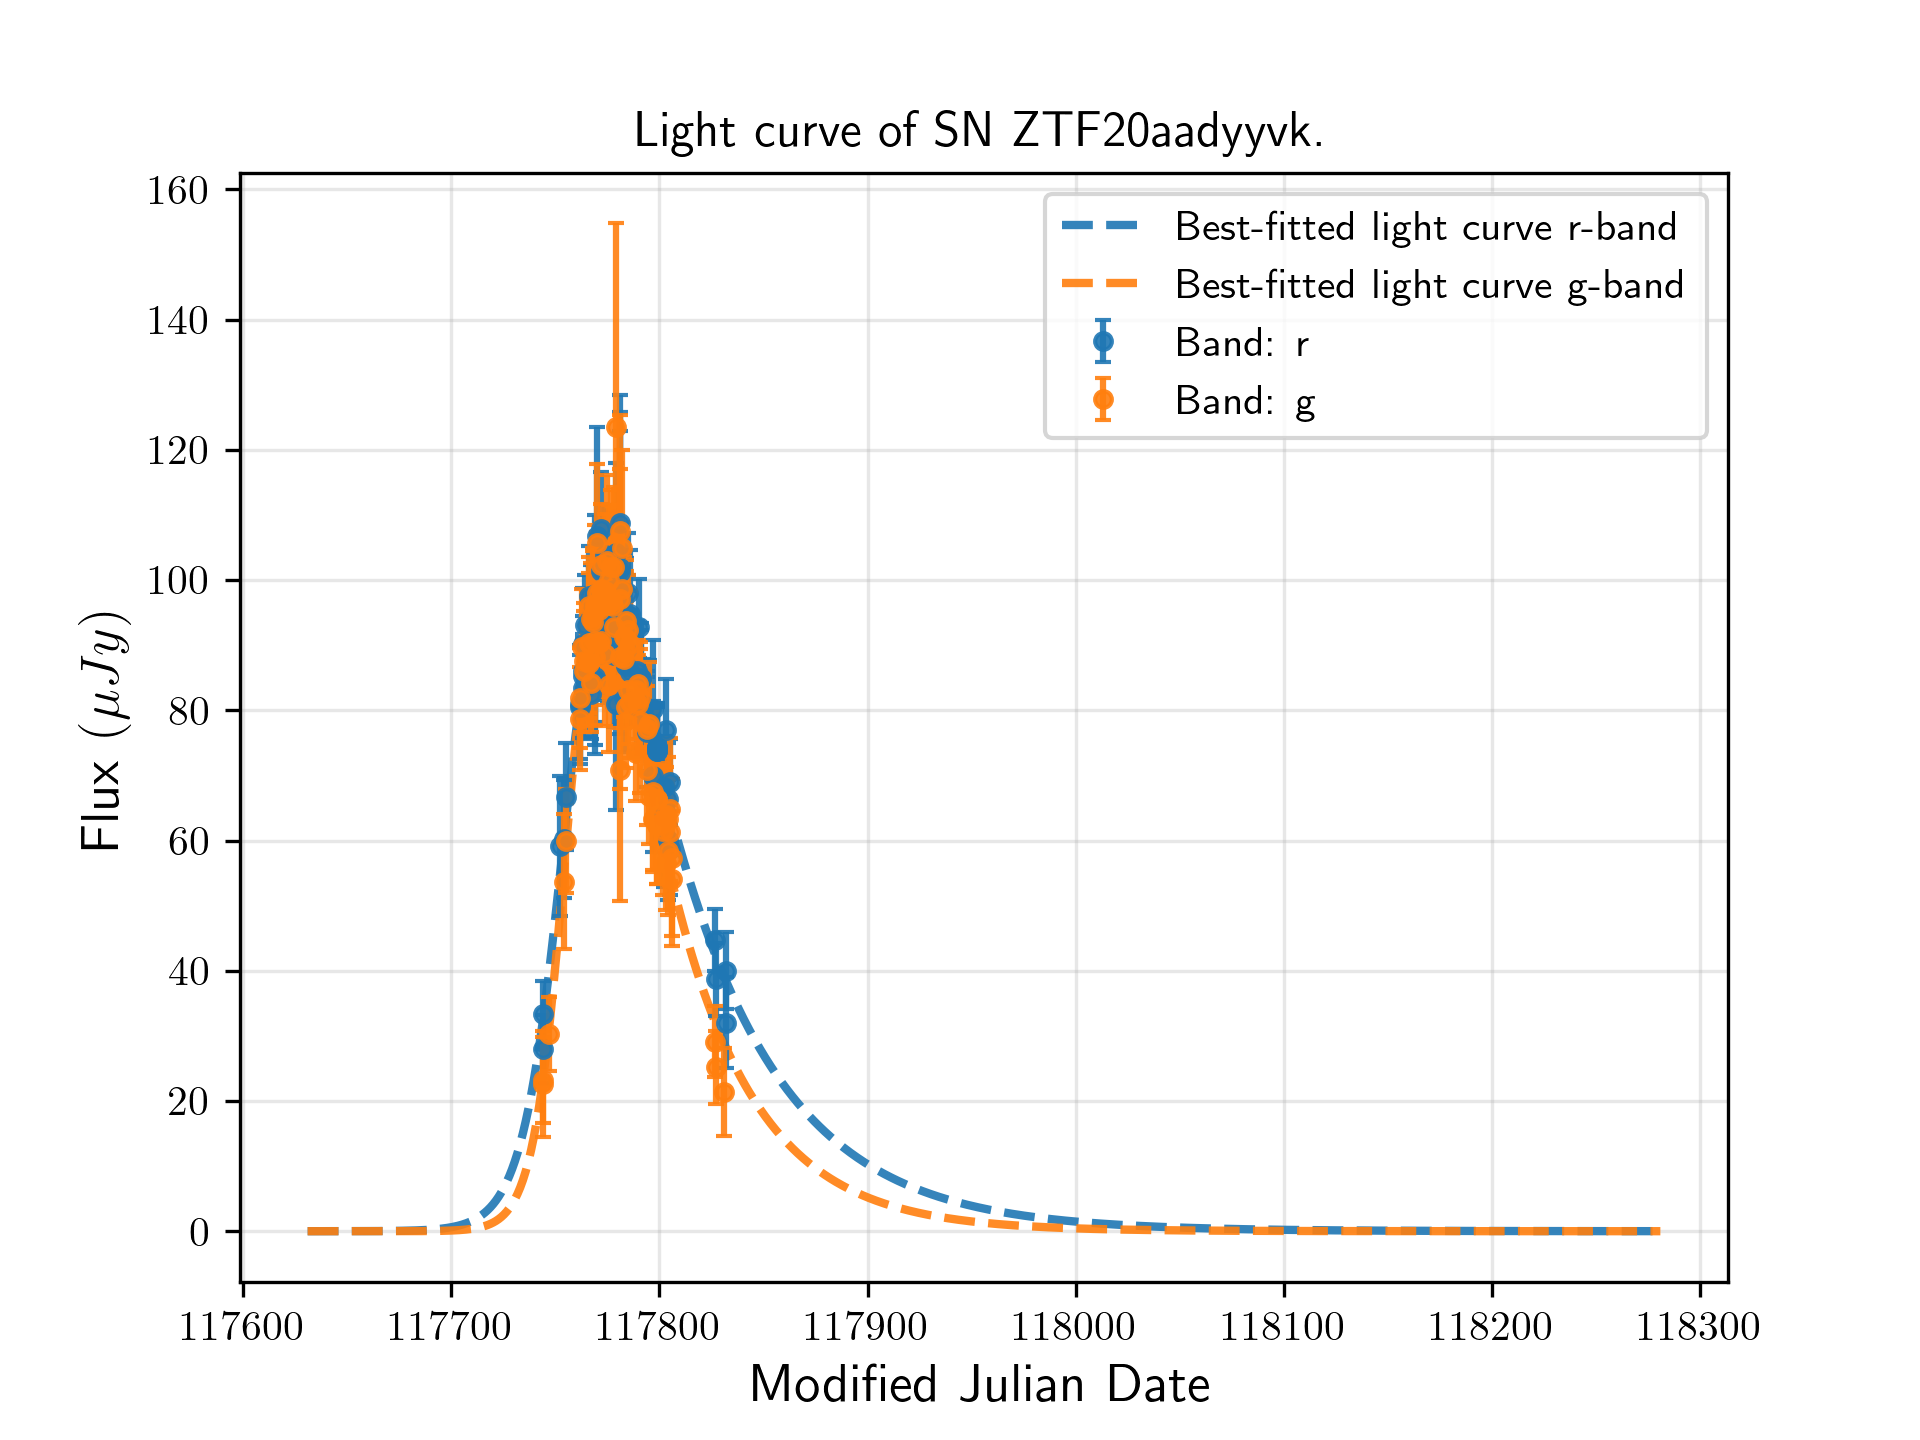 Light curve of SN ZTF20aadyyvk.
160
140
120
100
80
60
40
20
0
Flux (μJy)
Best-fitted light curve r-band
Best-fitted light curve g-band
Band: r
Band: g
117600 117700 117800 117900 118000 118100 118200 118300
Modified Julian Date